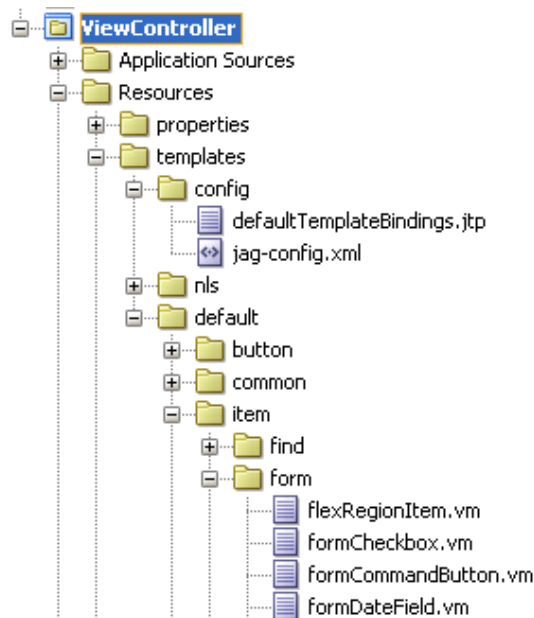 ViewController
Application Sources
Resources
properties
templates
config
defaultTemplateBindings.jtp
jag-config.xml
nls
default
button
common
item
find
form
flexRegionItem.vm
formCheckbox.vm
formCommandButton.vm
formDateField.vm